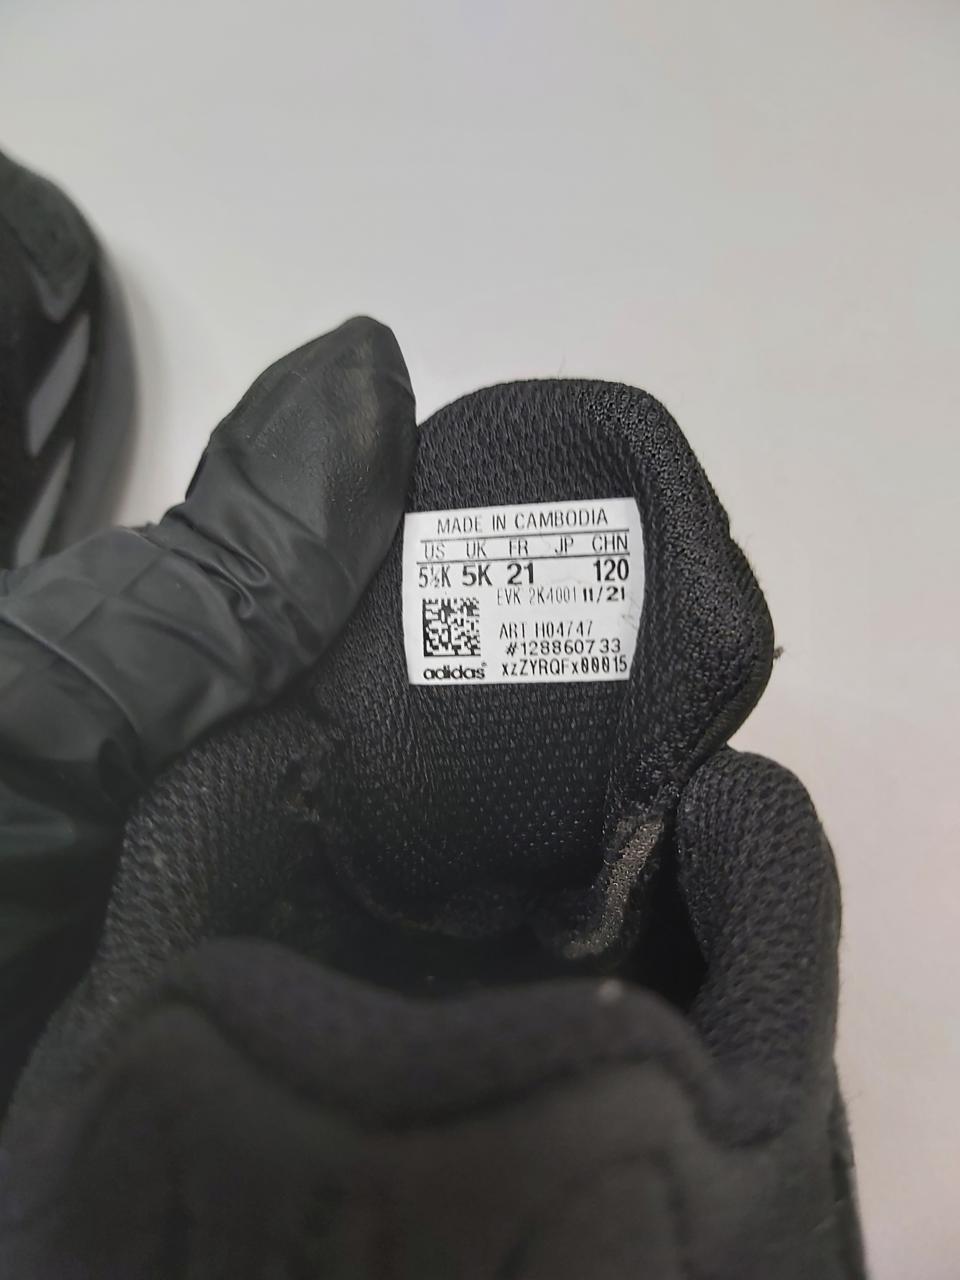 MADE IN CAMBODIA
US UK FR JP CHN
5½K 5K 21 120
EVK 2K4001 11/21
ART H04747
#128860733
adidas® xzZYRQFx00015